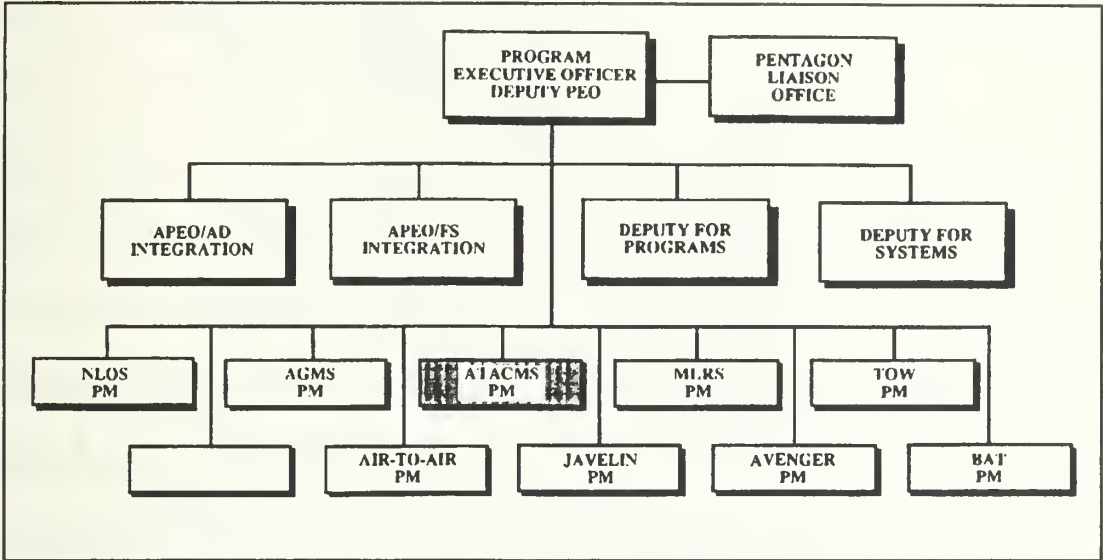 PROGRAM
EXECUTIVE OFFICER
DEPUTY PEO
PENTAGON
LIAISON
OFFICE
APEO/AD
INTEGRATION
APEO/FS
INTEGRATION
DEPUTY FOR
PROGRAMS
DEPUTY FOR
SYSTEMS
NLOS
PM
AGMS
PM
ATACMS
PM
MLRS
PM
TOW
PM
AIR-TO-AIR
PM
JAVELIN
PM
AVENGER
PM
BAT
PM